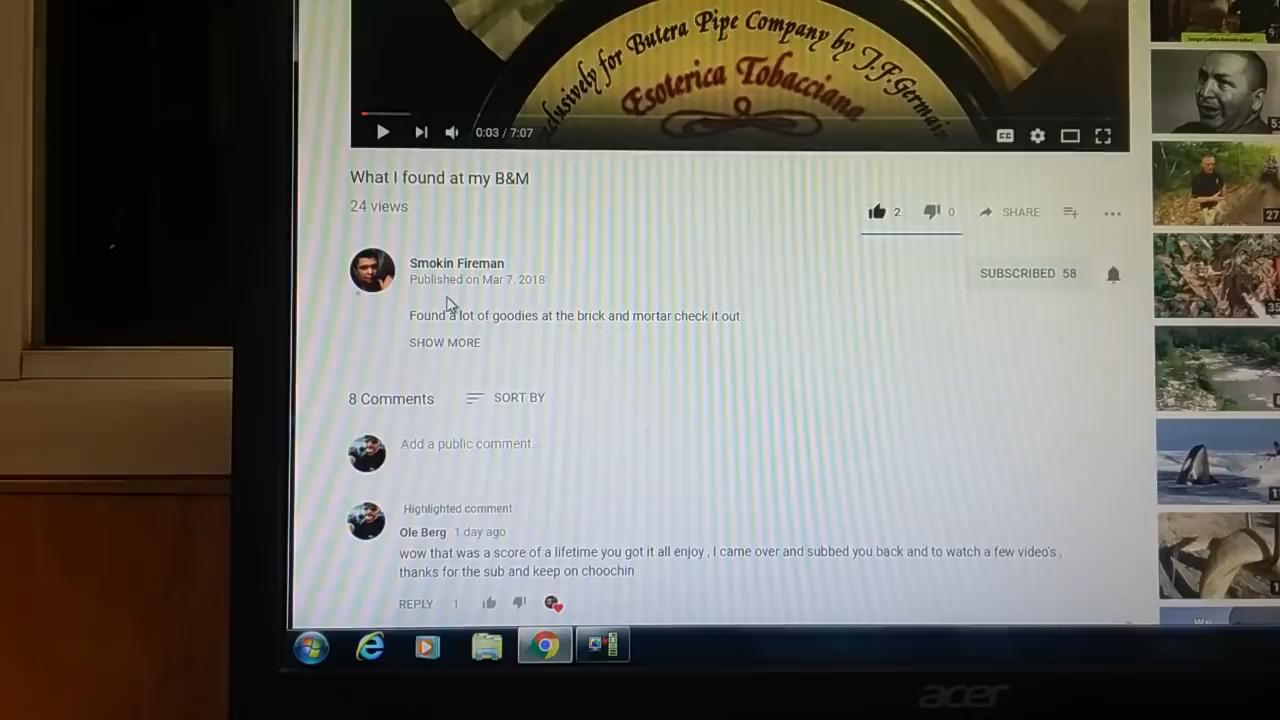 clusively for Butera Pipe Company by J.F.Germain
Esoterica Tobacciana
0:03 / 7:07
CC
What I found at my B&M
24 views
2
0
SHARE
Smokin Fireman
Published on Mar 7, 2018
SUBSCRIBED 58
Found a lot of goodies at the brick and mortar check it out
SHOW MORE
8 Comments
SORT BY
Add a public comment...
Highlighted comment
Ole Berg 1 day ago
wow that was a score of a lifetime you got it all enjoy , I came over and subbed you back and to watch a few video's ,
thanks for the sub and keep on choochin
REPLY 1
acer